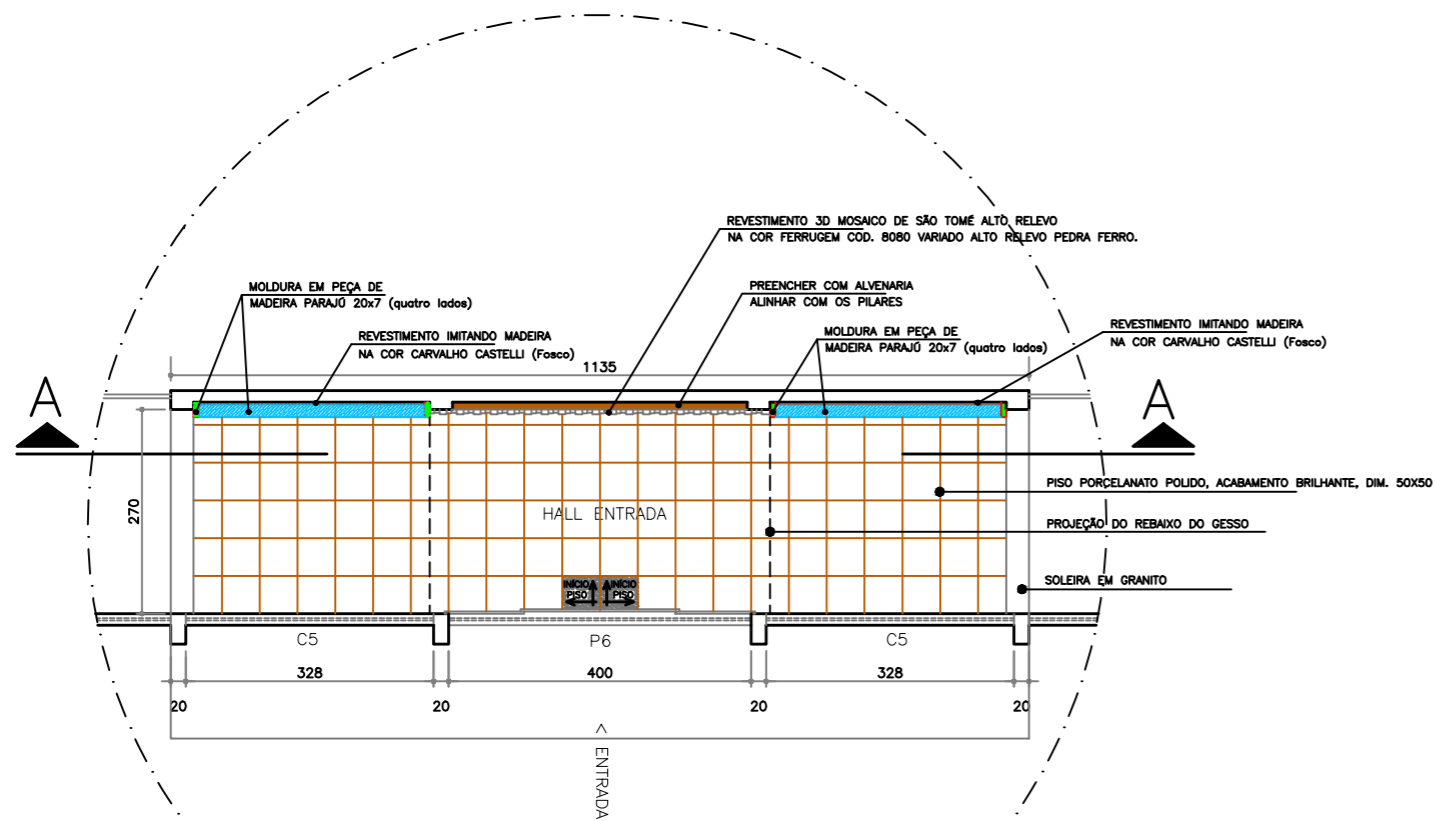 REVESTIMENTO 3D MOSAICO DE SÃO TOMÉ ALTO RELEVO
NA COR FERRUGEM COD. 8080 VARIADO ALTO RELEVO PEDRA FERRO.
MOLDURA EM PEÇA DE
MADEIRA PARAJÚ 20x7 (quatro lados)
PREENCHER COM ALVENARIA
ALINHAR COM OS PILARES
REVESTIMENTO IMITANDO MADEIRA
NA COR CARVALHO CASTELLI (Fosco)
MOLDURA EM PEÇA DE
MADEIRA PARAJÚ 20x7 (quatro lados)
REVESTIMENTO IMITANDO MADEIRA
NA COR CARVALHO CASTELLI (Fosco)
1135
A
A
270
HALL ENTRADA
PISO PORCELANATO POLIDO, ACABAMENTO BRILHANTE, DIM. 50X50
PROJEÇÃO DO REBAIXO DO GESSO
SOLEIRA EM GRANITO
INÍCIO
PISO
INÍCIO
PISO
C5
P6
C5
328
400
328
20
20
20
20
< ENTRADA